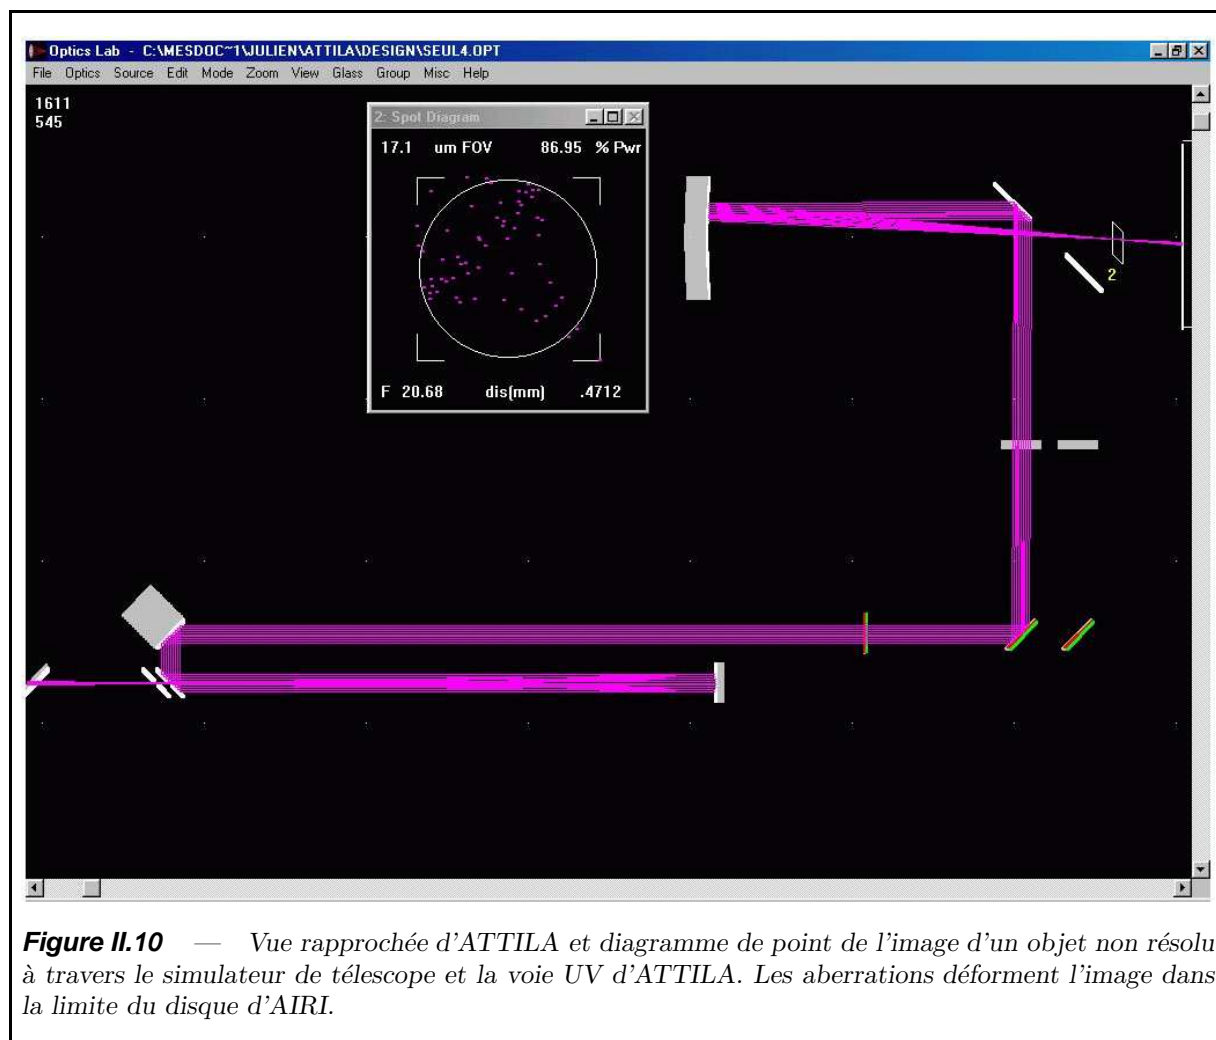 Optics Lab - C:\MESDOC~1\JULIEN\ATTILA\DESIGN\SEUL4.OPT
File Optics Source Edit Mode Zoom View Glass Group Misc Help
1611
545
2: Spot Diagram
17.1 um FOV 86.95 % Pwr
F 20.68 dis(mm) .4712
2
Figure II.10 — Vue rapprochée d'ATTILA et diagramme de point de l'image d'un objet non résolu
à travers le simulateur de télescope et la voie UV d'ATTILA. Les aberrations déforment l'image dans
la limite du disque d'AIRI.